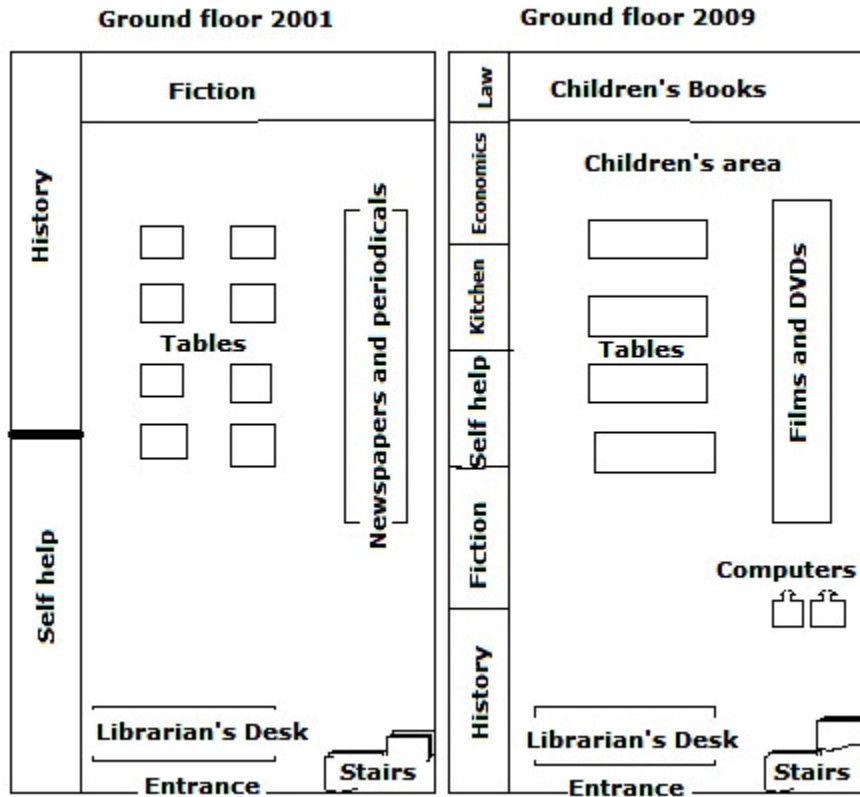 Ground floor 2001
Fiction
History
Newspapers and periodicals
Tables
Self help
Librarian's Desk
Stairs
Entrance
Ground floor 2009
Law
Children's Books
Children's area
Economics
Kitchen
Films and DVDs
Tables
Self help
Fiction
Computers
History
Librarian's Desk
Stairs
Entrance